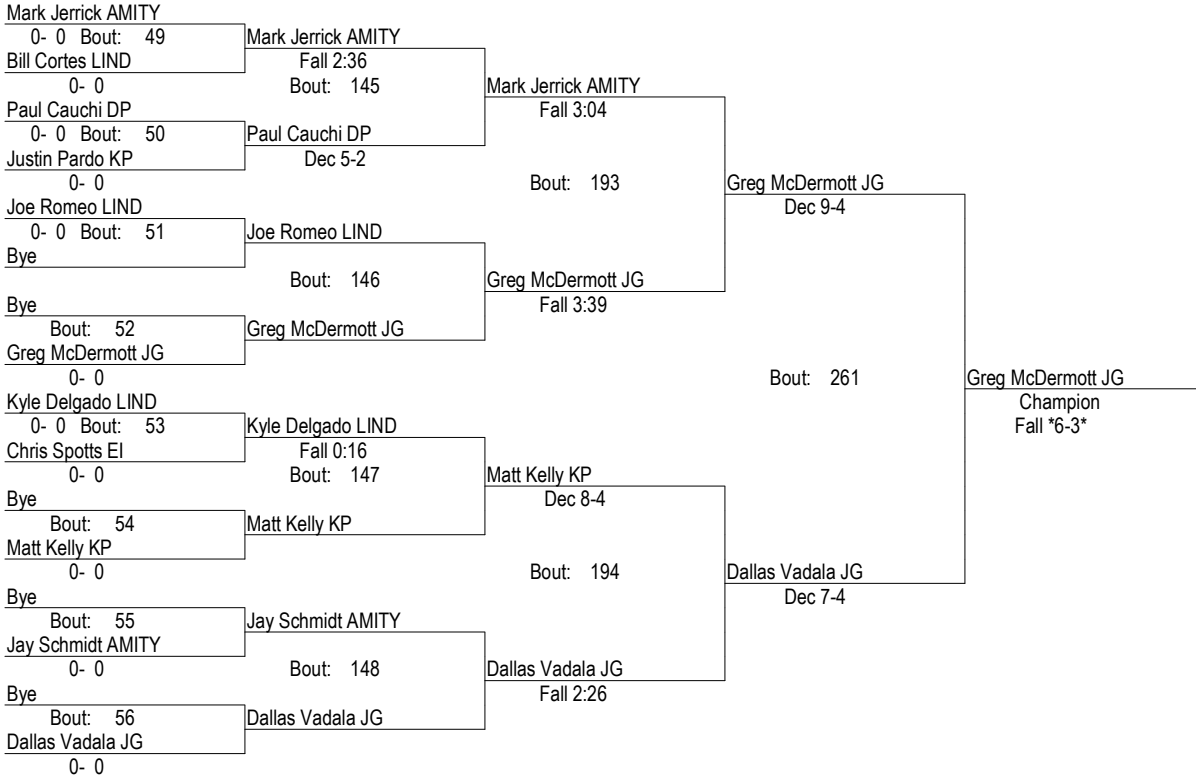 Mark Jerrick AMITY
0- 0 Bout: 49
Bill Cortes LIND
0- 0
Paul Cauchi DP
0- 0 Bout: 50
Justin Pardo KP
0- 0
Joe Romeo LIND
0- 0 Bout: 51
Bye
Bye
Bout: 52
Greg McDermott JG
0- 0
Kyle Delgado LIND
0- 0 Bout: 53
Chris Spotts EI
0- 0
Bye
Bout: 54
Matt Kelly KP
0- 0
Bye
Bout: 55
Jay Schmidt AMITY
0- 0
Bye
Bout: 56
Dallas Vadala JG
0- 0
Mark Jerrick AMITY
Fall 2:36
Bout: 145
Paul Cauchi DP
Dec 5-2
Joe Romeo LIND
Bout: 146
Greg McDermott JG
Kyle Delgado LIND
Fall 0:16
Bout: 147
Matt Kelly KP
Jay Schmidt AMITY
Bout: 148
Dallas Vadala JG
Mark Jerrick AMITY
Fall 3:04
Bout: 193
Greg McDermott JG
Fall 3:39
Matt Kelly KP
Dec 8-4
Bout: 194
Dallas Vadala JG
Fall 2:26
Greg McDermott JG
Dec 9-4
Bout: 261
Dallas Vadala JG
Dec 7-4
Greg McDermott JG
Champion
Fall *6-3*